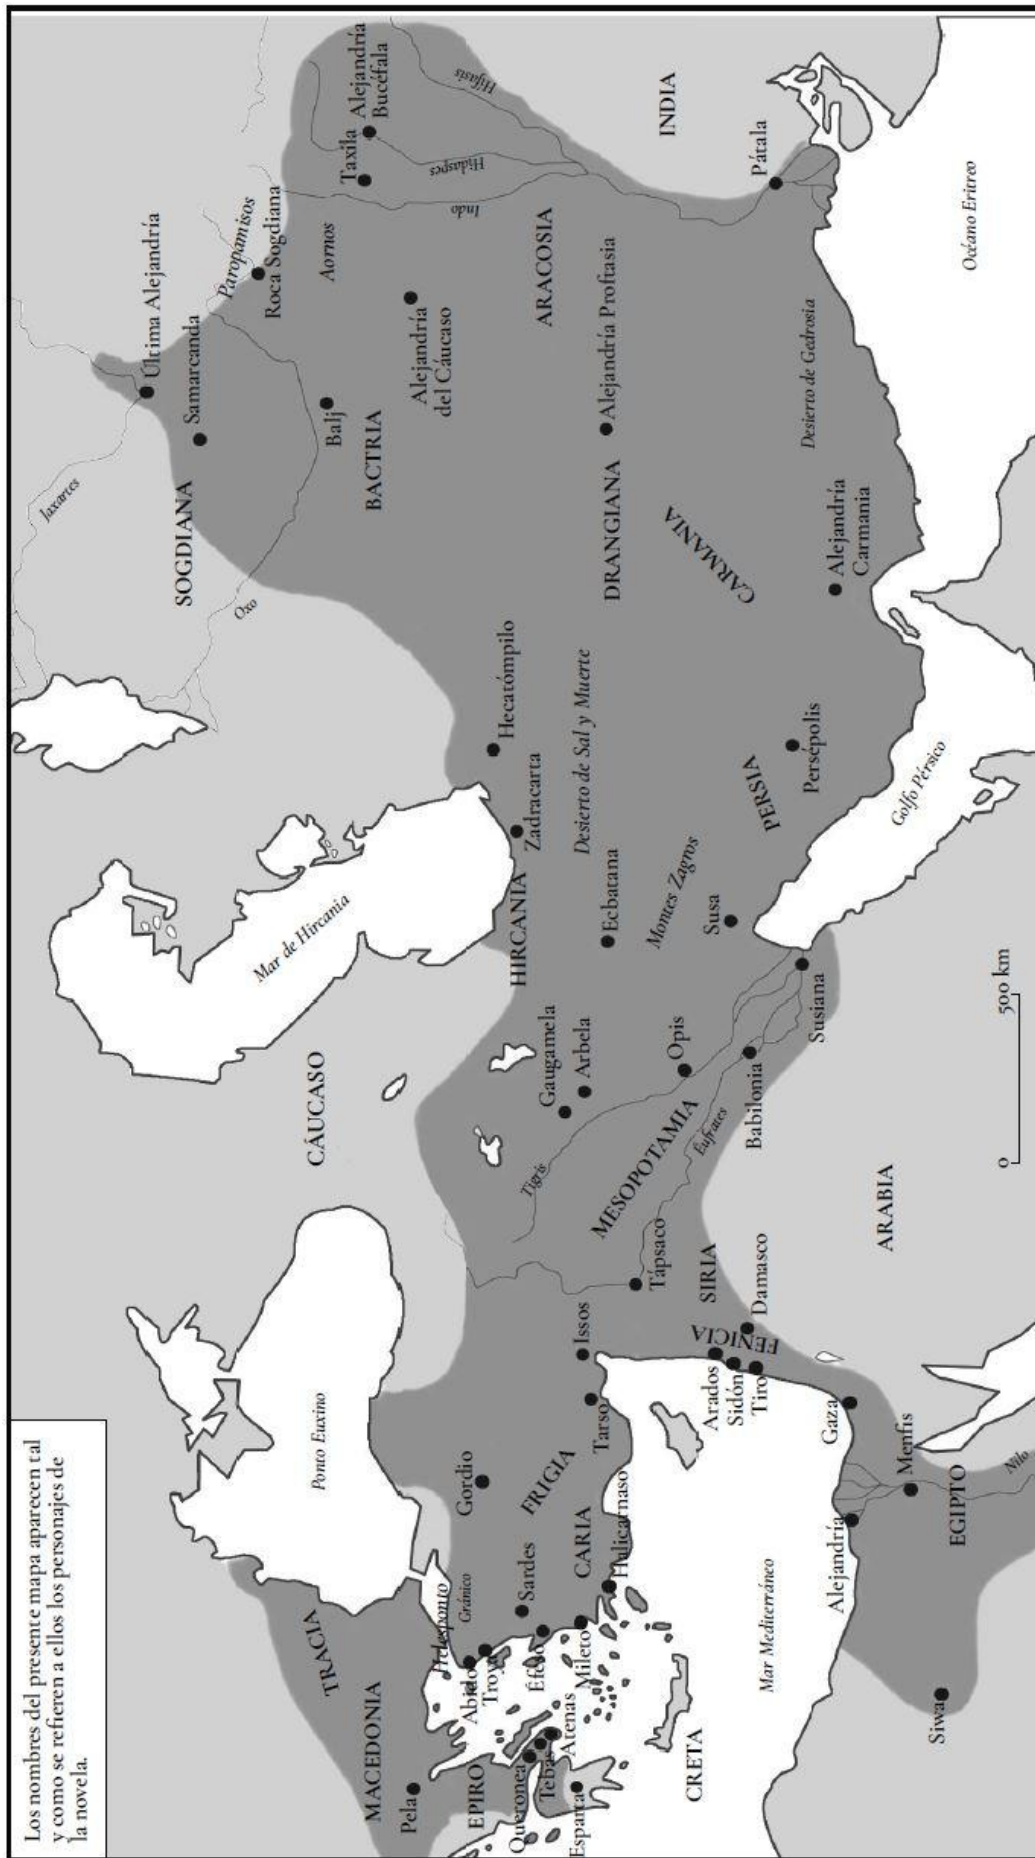 Los nombres del presente mapa aparecen tal
y como se refieren a ellos los personajes de
la novela.
TRACIA
MACEDONIA
Pela
EPIRO
Queronea
Tebas
Atenas
Esparta
CRETA
Helesponto
Gránico
Abido
Troya
Sardes
Éfeso
Mileto
CARIA
Halicarnaso
Gordio
FRIGIA
Ponto Euxino
Tarso
Issos
Mar Mediterráneo
Arados
Sidón
Tiro
FENICIA
SIRIA
Damasco
Gaza
Alejandría
Menfis
EGIPTO
Nilo
Siwa
ARABIA
Tápsaco
MESOPOTAMIA
Tigris
Éufrates
CÁUCASO
Gaugamela
Arbela
Opis
Babilonia
Susiana
0
500 km
Mar de Hircania
HIRCANIA
Zadracarta
Hecatómpilo
Ecbatana
Montes Zagros
Susa
Desierto de Sal y Muerte
PERSIA
Persépolis
Golfo Pérsico
Jaxartes
Oxo
SOGDIANA
Samarcanda
Última Alejandría
Paropamisos
Roca Sogdiana
Balj
BACTRIA
Aornos
Alejandría
del Cáucaso
DRANGIANA
Alejandría Proftasia
ARACOSIA
CARMANIA
Alejandría
Carmania
Desierto de Gedrosia
Taxila
Alejandría
Bucéfala
Hífasis
Hidaspes
Indo
INDIA
Pátala
Océano Eritreo